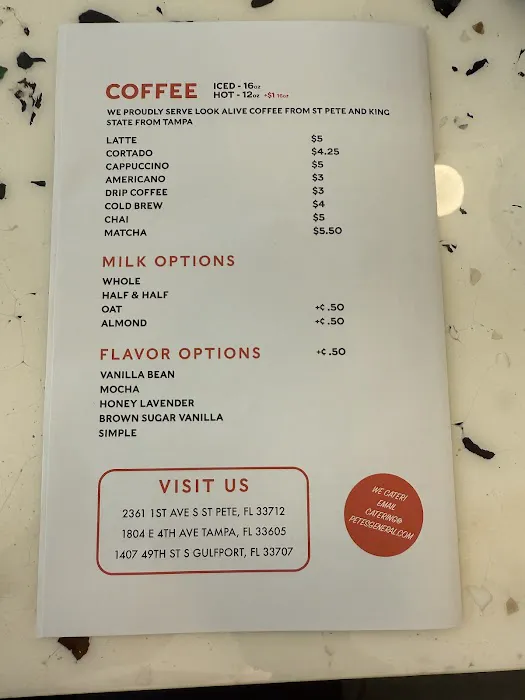 COFFEE ICED - 16oz
HOT - 12oz +$1 16oz
WE PROUDLY SERVE LOOK ALIVE COFFEE FROM ST PETE AND KING
STATE FROM TAMPA
LATTE $5
CORTADO $4.25
CAPPUCCINO $5
AMERICANO $3
DRIP COFFEE $3
COLD BREW $4
CHAI $5
MATCHA $5.50
MILK OPTIONS
WHOLE
HALF & HALF
OAT +¢ .50
ALMOND +¢ .50
FLAVOR OPTIONS +¢ .50
VANILLA BEAN
MOCHA
HONEY LAVENDER
BROWN SUGAR VANILLA
SIMPLE
VISIT US
2361 1ST AVE S ST PETE, FL 33712
1804 E 4TH AVE TAMPA, FL 33605
1407 49TH ST S GULFPORT, FL 33707
WE CATER!
EMAIL
CATERING@
PETESGENERAL.COM